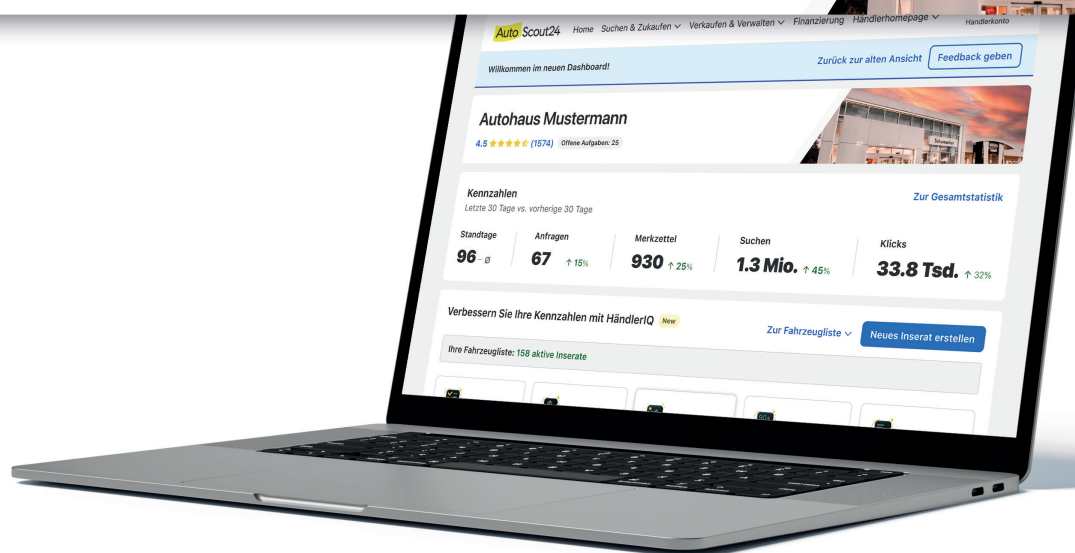 AutoScout24 Home Suchen & Zukaufen Verkaufen & Verwalten Finanzierung Händlerhomepage Händlerkonto
Willkommen im neuen Dashboard! Zurück zur alten Ansicht Feedback geben
Autohaus Mustermann
4.5 ★★★★★ (1574) Offene Aufgaben: 25
Kennzahlen Zur Gesamtstatistik
Letzte 30 Tage vs. vorherige 30 Tage
Standtage Anfragen Merkzettel Suchen Klicks
96 – ø 67 ↑ 15% 930 ↑ 25% 1.3 Mio. ↑ 45% 33.8 Tsd. ↑ 32%
Verbessern Sie Ihre Kennzahlen mit HändlerIQ New Zur Fahrzeugliste Neues Inserat erstellen
Ihre Fahrzeugliste: 158 aktive Inserate